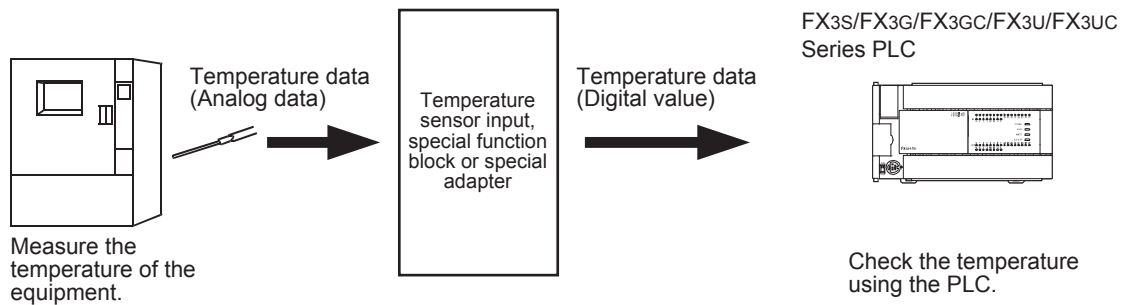 FX3S/FX3G/FX3GC/FX3U/FX3UC
Series PLC
Temperature data
(Analog data)
Temperature
sensor input,
special function
block or special
adapter
Temperature data
(Digital value)
Measure the
temperature of the
equipment.
Check the temperature
using the PLC.